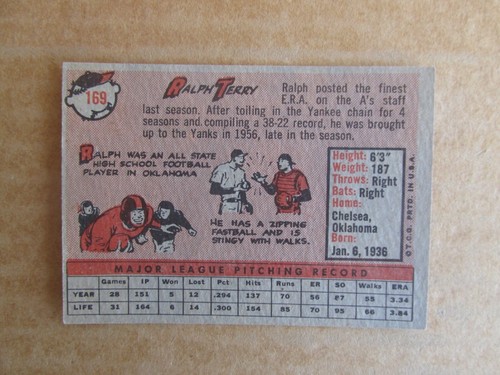 169
RALPH TERRY
Ralph posted the finest
E.R.A. on the A's staff
last season. After toiling in the Yankee chain for 4
seasons and compiling a 38-22 record, he was brought
up to the Yanks in 1956, late in the season.
RALPH WAS AN ALL STATE
HIGH SCHOOL FOOTBALL
PLAYER IN OKLAHOMA
HE HAS A ZIPPING
FASTBALL AND IS
STINGY WITH WALKS.
Height: 6'3"
Weight: 187
Throws: Right
Bats: Right
Home:
Chelsea,
Oklahoma
Born:
Jan. 6, 1936
© T.C.G. PRTD. IN U.S.A.
MAJOR LEAGUE PITCHING RECORD
Games IP Won Lost Pct. Hits Runs ER SO Walks ERA
YEAR 28 151 5 12 .294 137 70 56 87 55 3.34
LIFE 31 164 6 14 .300 154 85 70 95 66 3.84